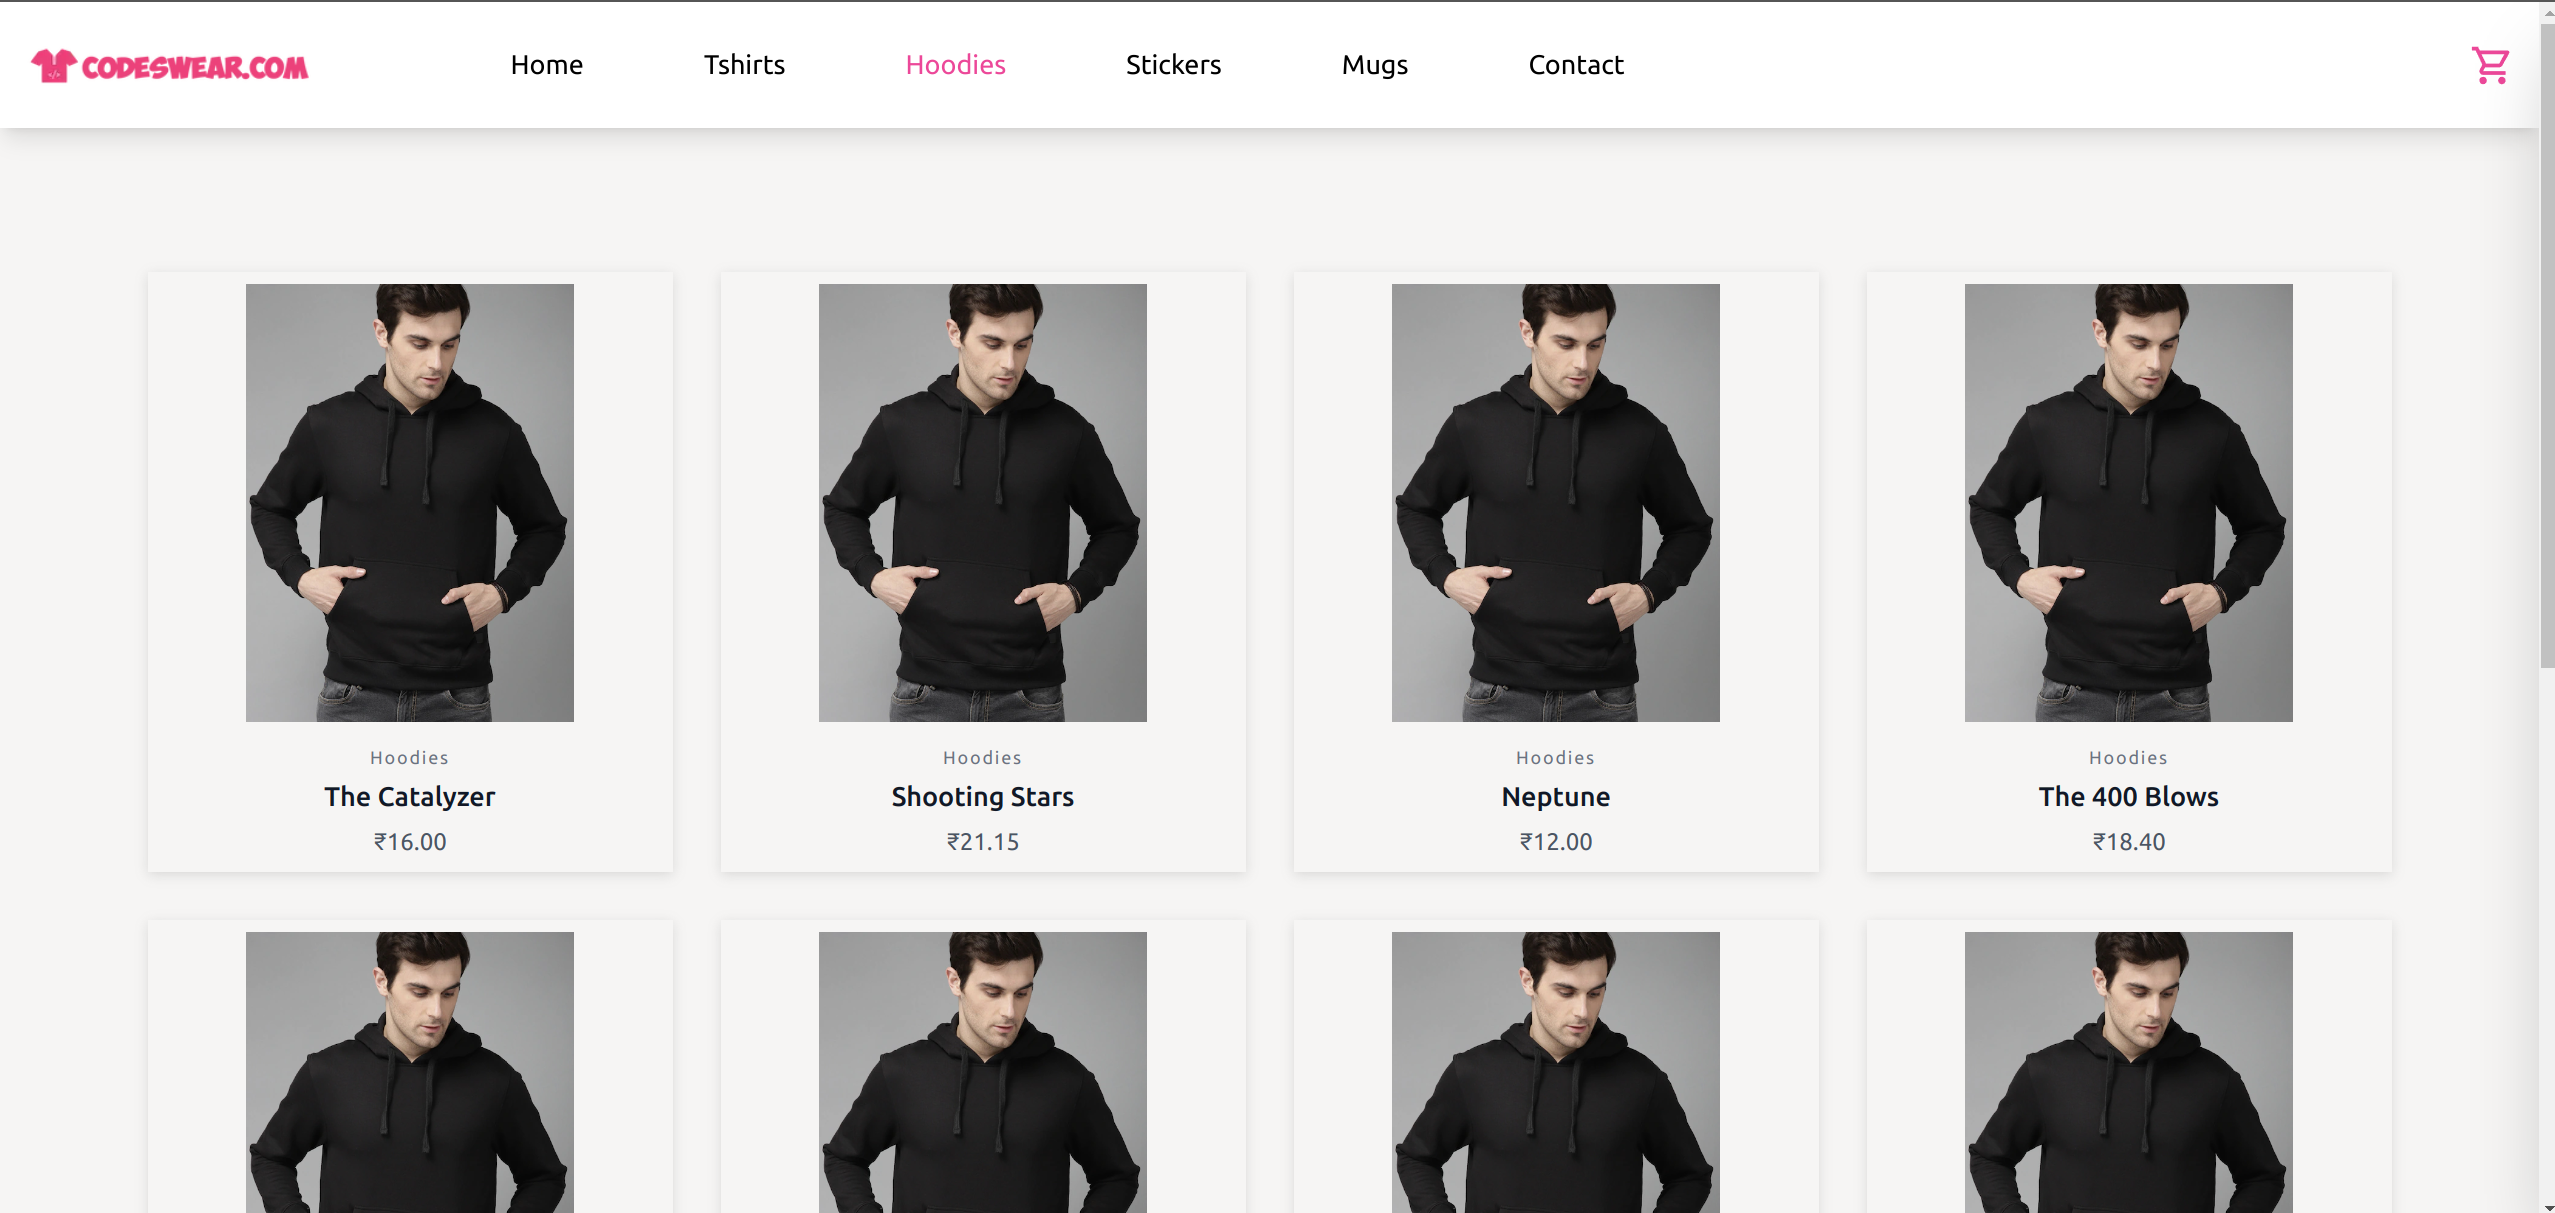 CODESWEAR.COM
Home
Tshirts
Hoodies
Stickers
Mugs
Contact
Hoodies
The Catalyzer
₹16.00
Hoodies
Shooting Stars
₹21.15
Hoodies
Neptune
₹12.00
Hoodies
The 400 Blows
₹18.40